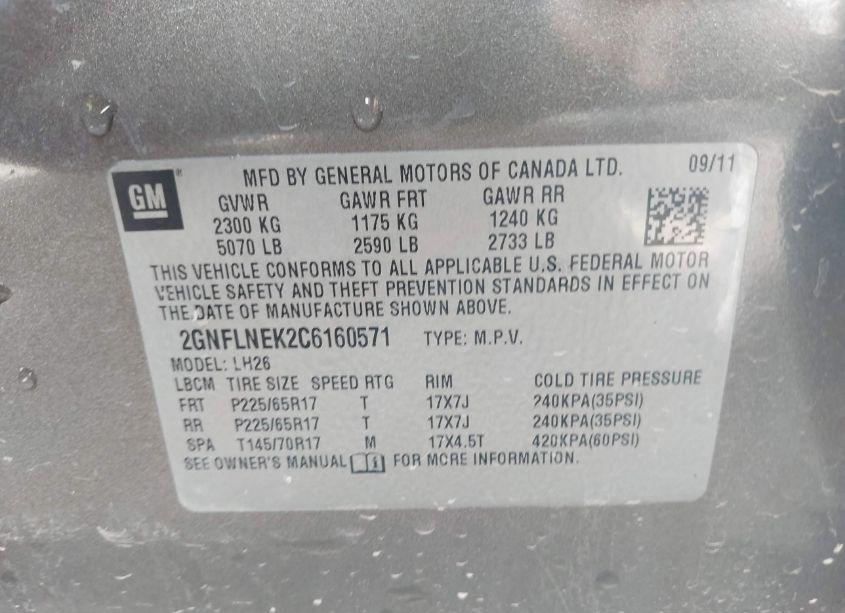 GM
MFD BY GENERAL MOTORS OF CANADA LTD. 09/11
GVWR GAWR FRT GAWR RR
2300 KG 1175 KG 1240 KG
5070 LB 2590 LB 2733 LB
THIS VEHICLE CONFORMS TO ALL APPLICABLE U.S. FEDERAL MOTOR
VEHICLE SAFETY AND THEFT PREVENTION STANDARDS IN EFFECT ON
THE DATE OF MANUFACTURE SHOWN ABOVE.
2GNFLNEK2C6160571 TYPE: M.P.V.
MODEL: LH26
LBCM TIRE SIZE SPEED RTG RIM COLD TIRE PRESSURE
FRT P225/65R17 T 17X7J 240KPA(35PSI)
RR P225/65R17 T 17X7J 240KPA(35PSI)
SPA T145/70R17 M 17X4.5T 420KPA(60PSI)
SEE OWNER'S MANUAL FOR MORE INFORMATION.